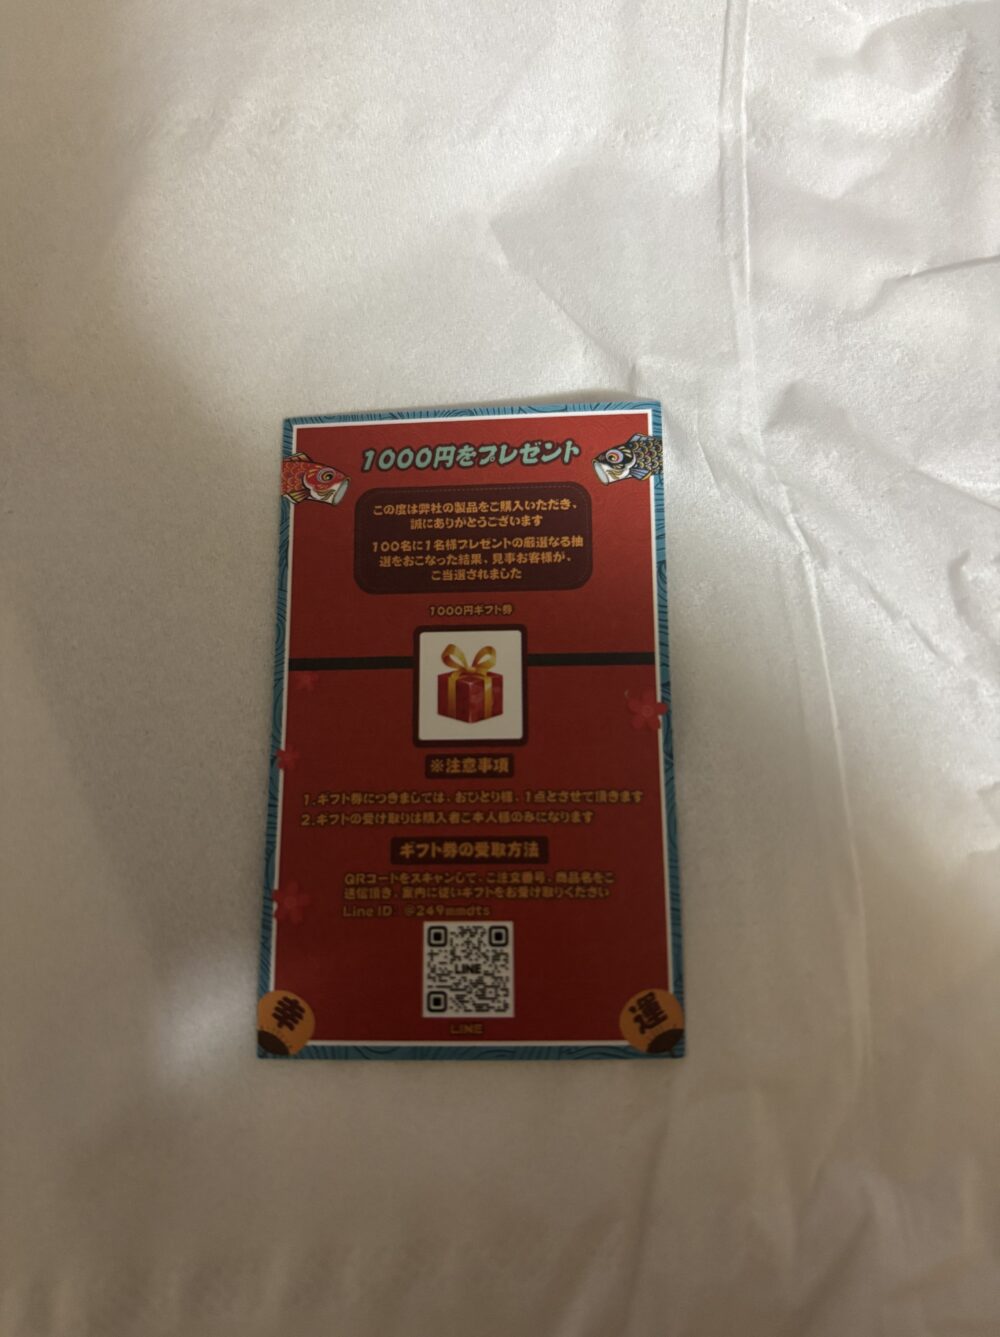 1000円をプレゼント
この度は弊社の製品をご購入いただき、
誠にありがとうございます
100名に1名様プレゼントの厳選なる抽
選をおこなった結果、見事お客様が、
ご当選されました
1000円ギフト券
※注意事項
1.ギフト券につきましては、おひとり様、1点とさせて頂きます
2.ギフトの受け取りは購入者ご本人様のみになります
ギフト券の受取方法
QRコードをスキャンして、ご注文番号、商品名をご
送信頂き、案内に従いギフトをお受け取りください
Line ID: @249mmdts
LINE
LINE
幸
運